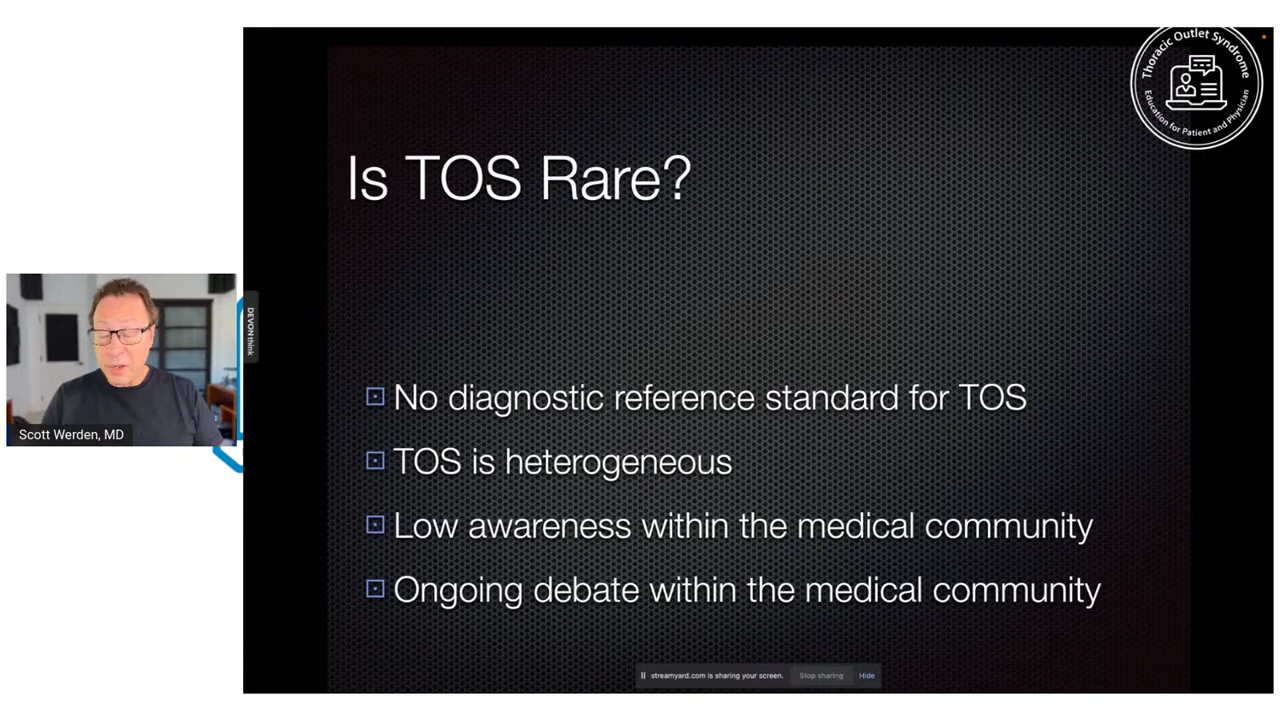 Thoracic Outlet Syndrome
Education for Patient and Physician
Is TOS Rare?
DEVONthink
No diagnostic reference standard for TOS
TOS is heterogeneous
Low awareness within the medical community
Ongoing debate within the medical community
Scott Werden, MD
streamyard.com is sharing your screen. Stop sharing Hide